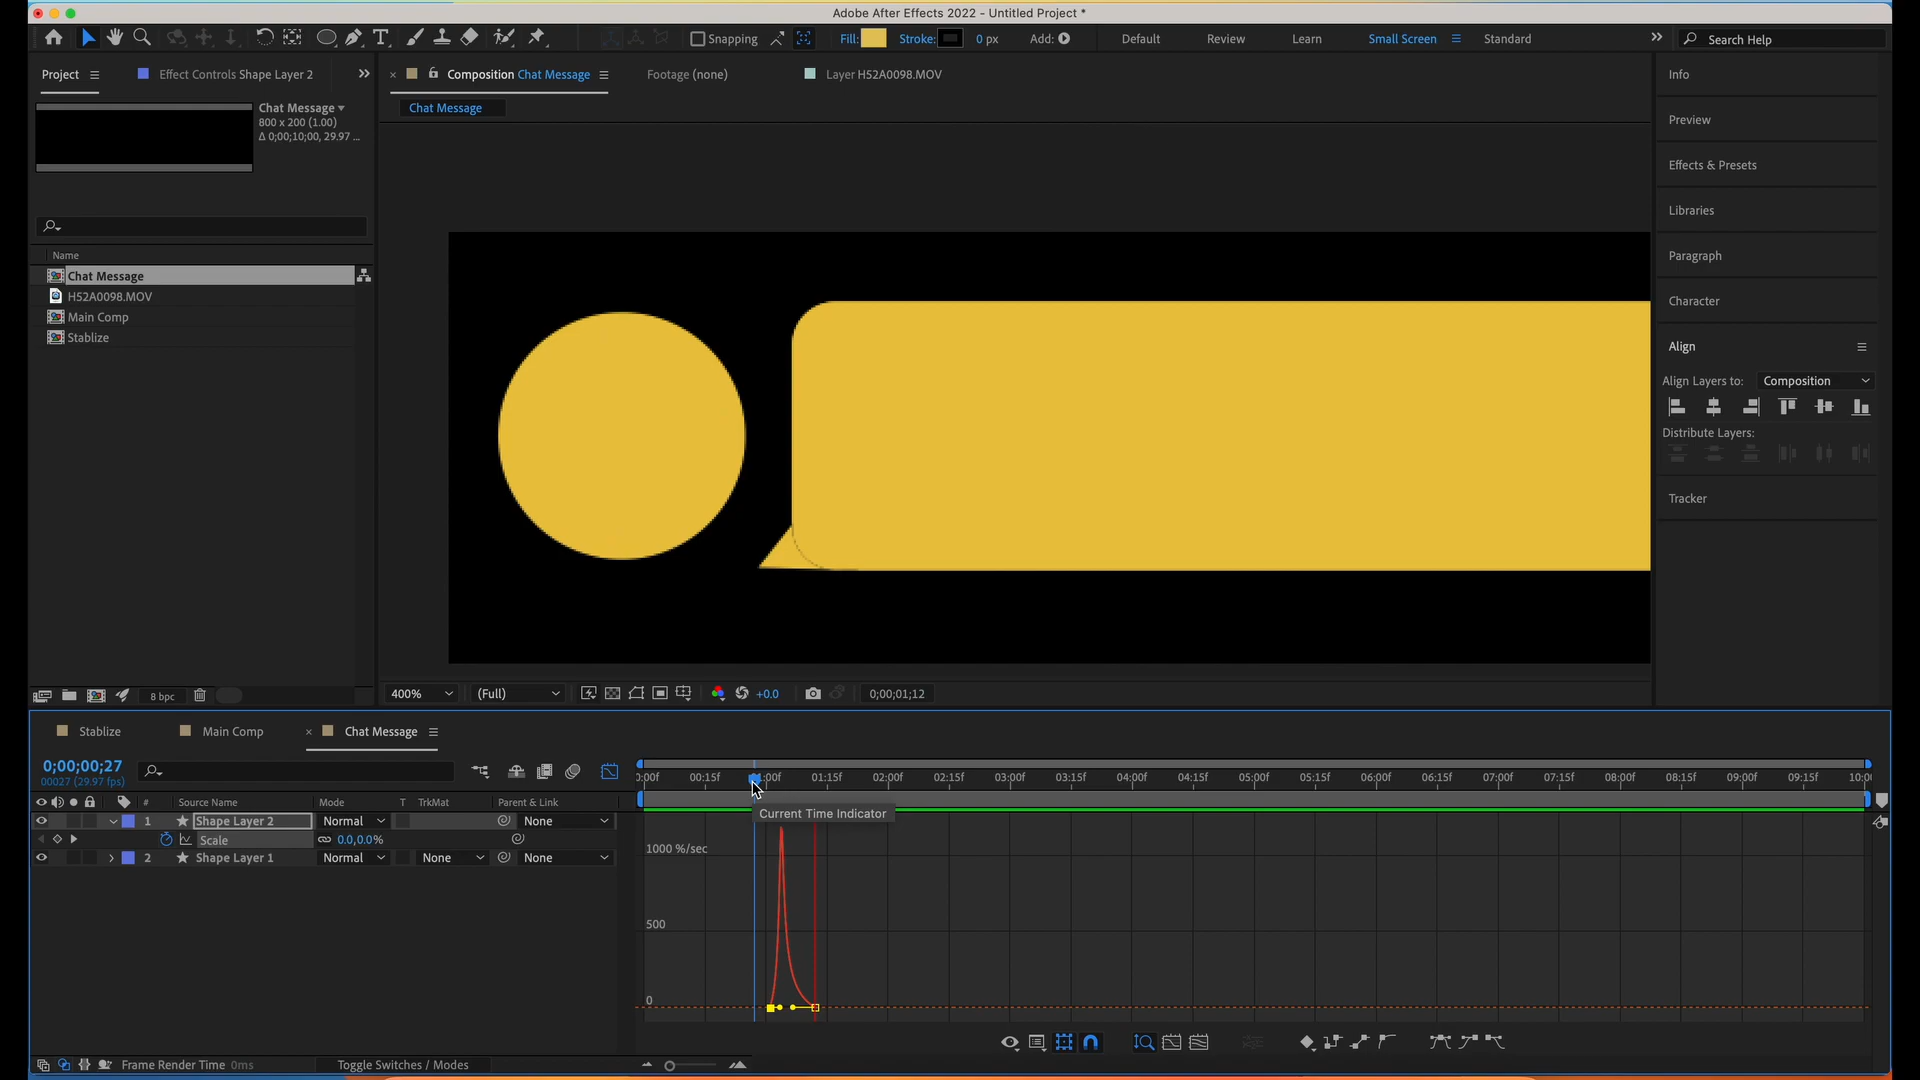 Adobe After Effects 2022 - Untitled Project *
Snapping
Fill:
Stroke:
0 px
Add:
Default
Review
Learn
Small Screen
Standard
Search Help
Project
Effect Controls Shape Layer 2
Composition Chat Message
Footage (none)
Layer H52A0098.MOV
Info
Chat Message
800 x 200 (1.00)
Δ 0;00;10;00, 29.97 ...
Chat Message
Preview
Effects & Presets
Libraries
Paragraph
Character
Align
Align Layers to:
Composition
Distribute Layers:
Tracker
Name
Chat Message
H52A0098.MOV
Main Comp
Stablize
8 bpc
400%
(Full)
+0.0
0;00;01;12
Stablize
Main Comp
Chat Message
0;00;00;27
00027 (29.97 fps)
:00f
00:15f
01:00f
01:15f
02:00f
02:15f
03:00f
03:15f
04:00f
04:15f
05:00f
05:15f
06:00f
06:15f
07:00f
07:15f
08:00f
08:15f
09:00f
09:15f
10:0
#
Source Name
Mode
T
TrkMat
Parent & Link
1
Shape Layer 2
Normal
None
Scale
0.0,0.0%
2
Shape Layer 1
Normal
None
None
Current Time Indicator
1000 %/sec
500
0
Frame Render Time 0ms
Toggle Switches / Modes